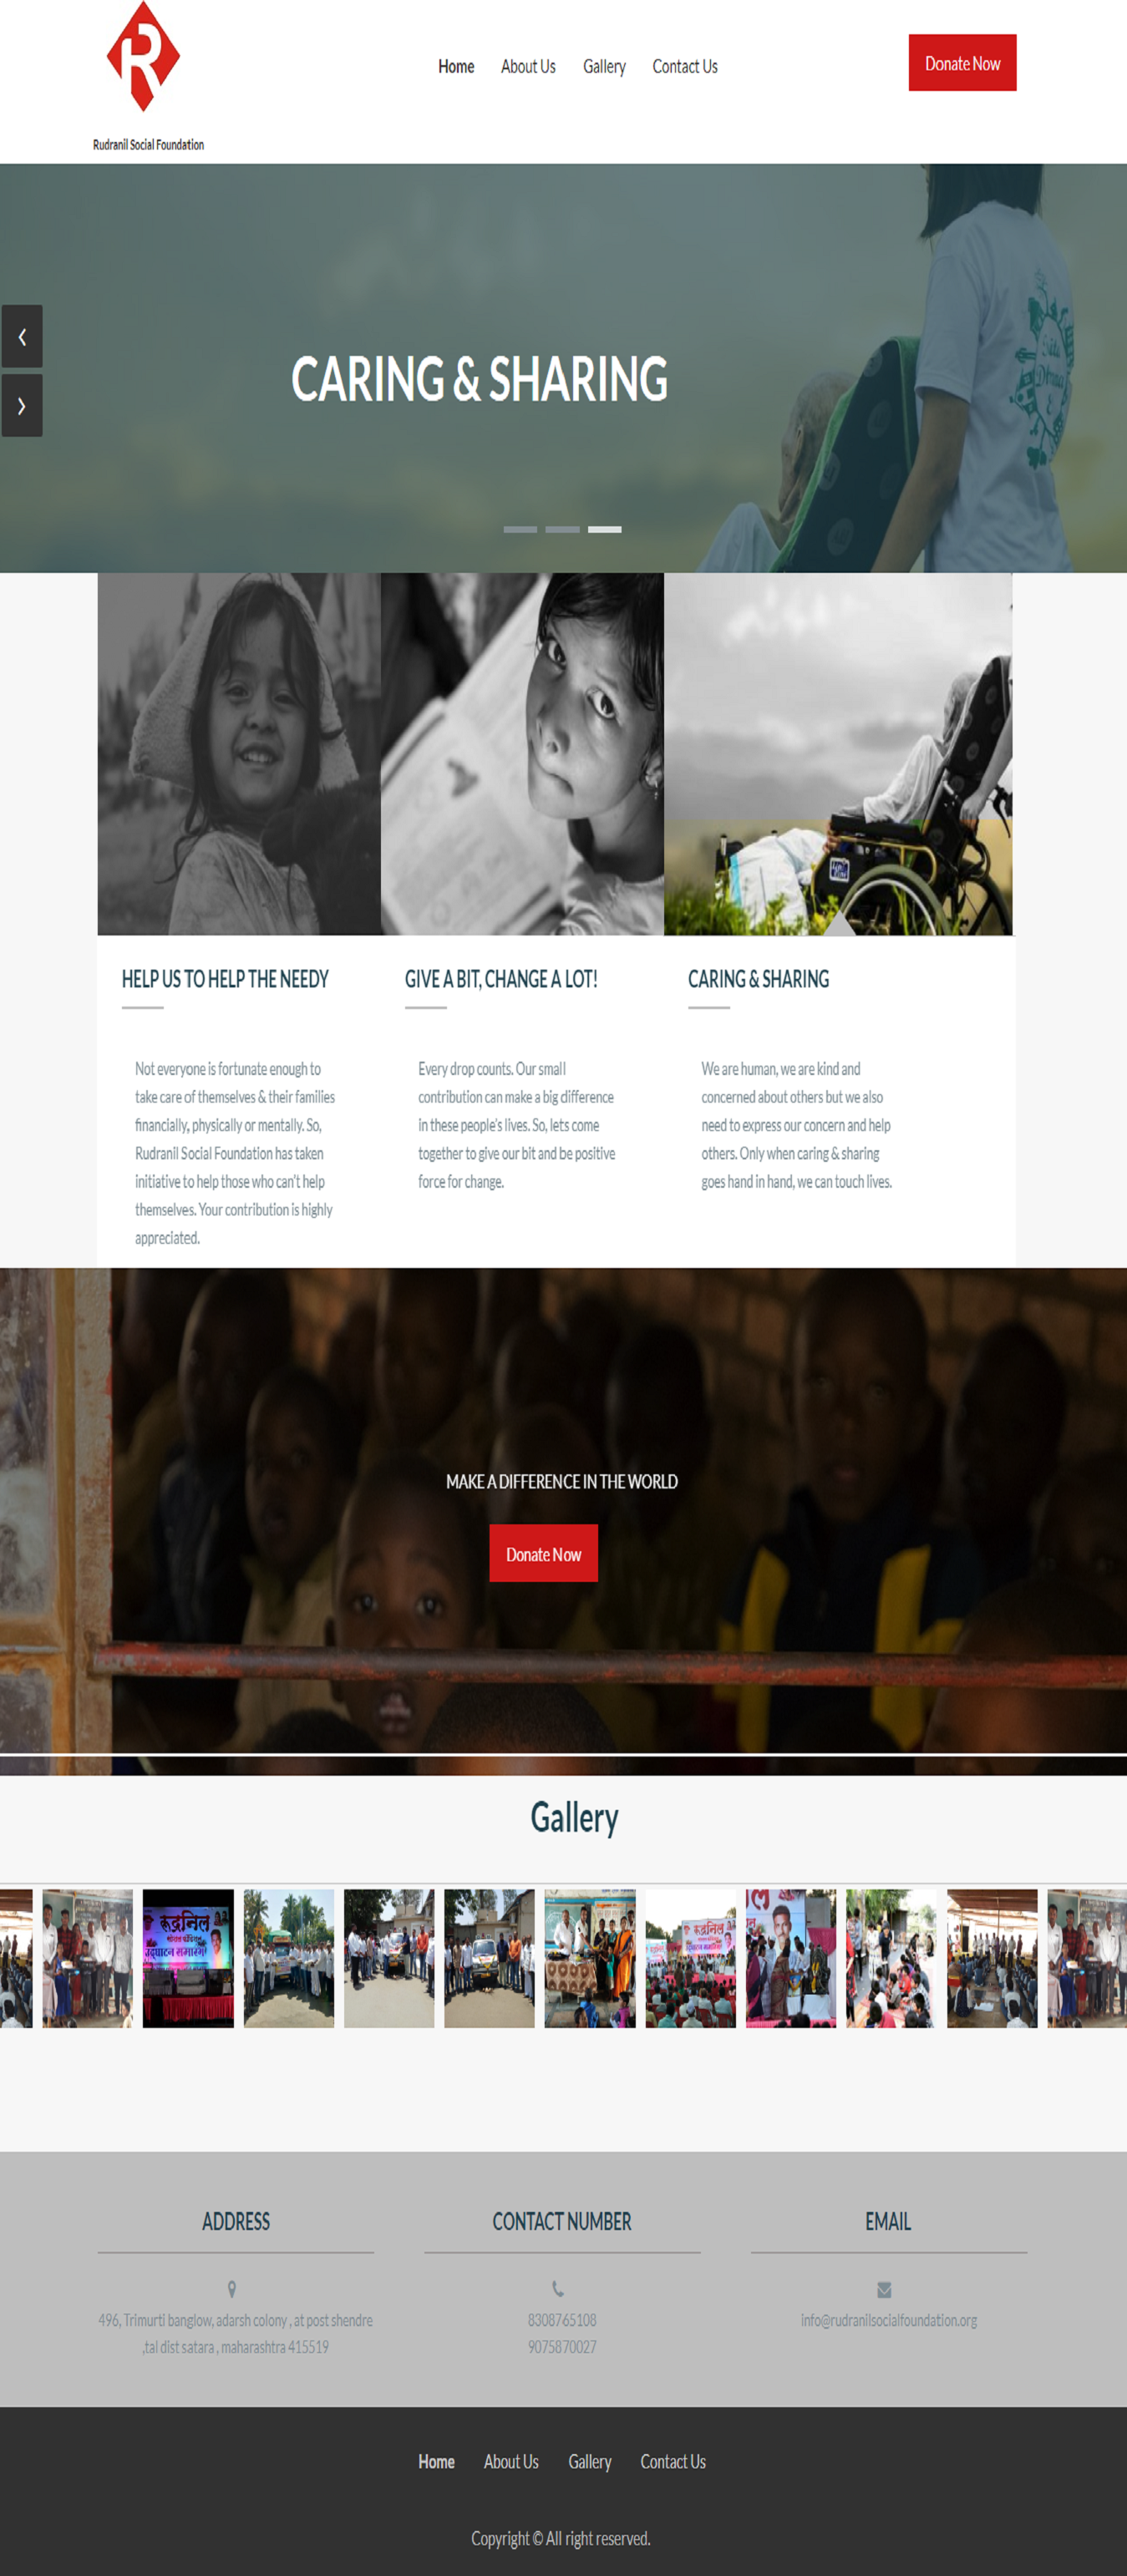 Home About Us Gallery Contact Us
Donate Now
Rudranil Social Foundation
CARING & SHARING
HELP US TO HELP THE NEEDY
Not everyone is fortunate enough to
take care of themselves & their families
financially, physically or mentally. So,
Rudranil Social Foundation has taken
initiative to help those who can't help
themselves. Your contribution is highly
appreciated.
GIVE A BIT, CHANGE A LOT!
Every drop counts. Our small
contribution can make a big difference
in these people's lives. So, lets come
together to give our bit and be positive
force for change.
CARING & SHARING
We are human, we are kind and
concerned about others but we also
need to express our concern and help
others. Only when caring & sharing
goes hand in hand, we can touch lives.
MAKE A DIFFERENCE IN THE WORLD
Donate Now
Gallery
रुद्रनिल
उद्घाटन समारंभ
रुद्रनिल
ADDRESS
496, Trimurti banglow, adarsh colony , at post shendre
,tal dist satara , maharashtra 415519
CONTACT NUMBER
8308765108
9075870027
EMAIL
info@rudranilsocialfoundation.org
Home About Us Gallery Contact Us
Copyright © All right reserved.